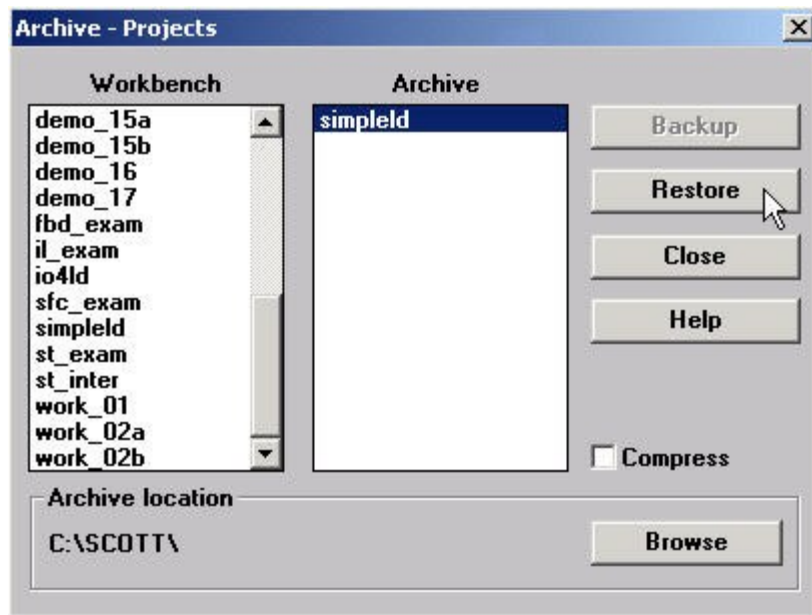 Archive - Projects
Workbench
Archive
demo_15a
demo_15b
demo_16
demo_17
fbd_exam
il_exam
io4ld
sfc_exam
simpleld
st_exam
st_inter
work_01
work_02a
work_02b
simpleld
Backup
Restore
Close
Help
Compress
Archive location
C:\SCOTT\
Browse